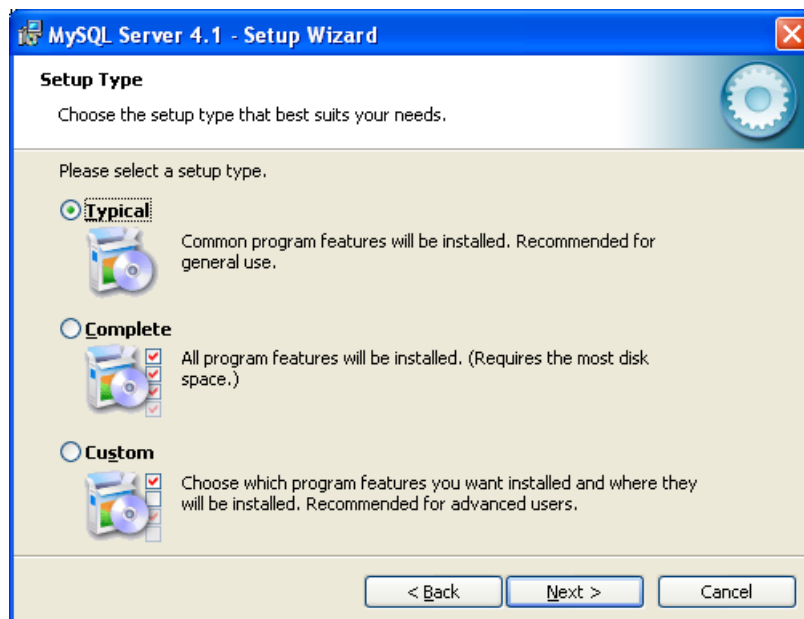 MySQL Server 4.1 - Setup Wizard
Setup Type
Choose the setup type that best suits your needs.
Please select a setup type.
Typical
Common program features will be installed. Recommended for
general use.
Complete
All program features will be installed. (Requires the most disk
space.)
Custom
Choose which program features you want installed and where they
will be installed. Recommended for advanced users.
< Back Next > Cancel